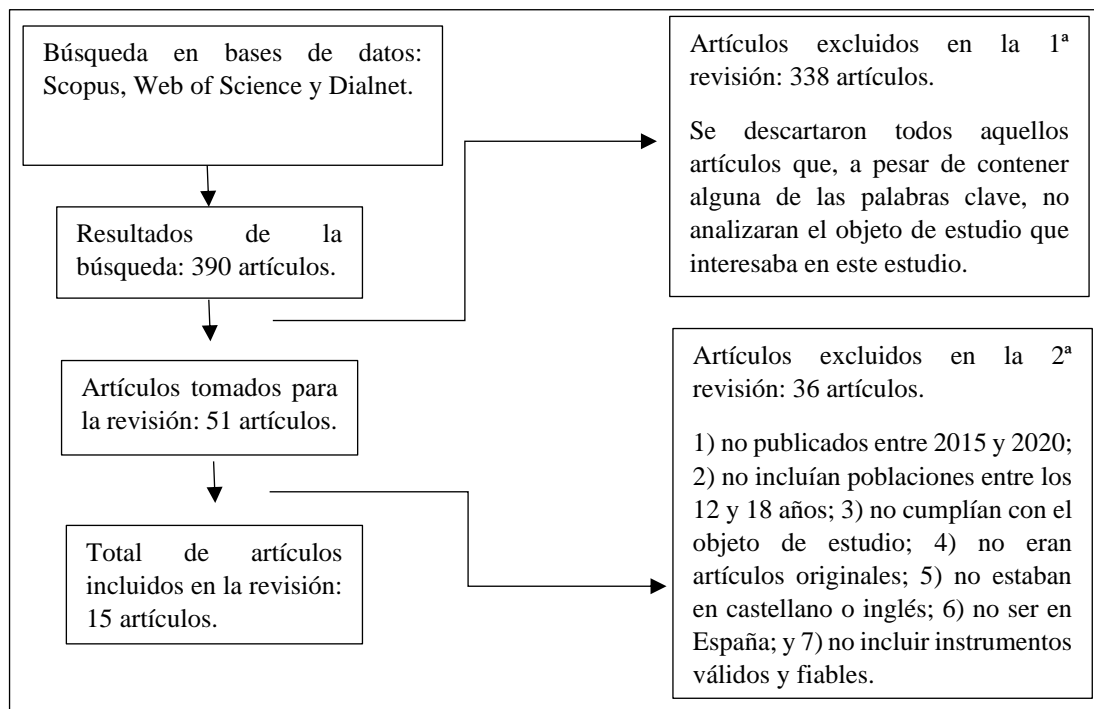 Búsqueda en bases de datos:
Scopus, Web of Science y Dialnet.
Resultados de la
búsqueda: 390 artículos.
Artículos tomados para
la revisión: 51 artículos.
Total de artículos
incluidos en la revisión:
15 artículos.
Artículos excluidos en la 1ª
revisión: 338 artículos.
Se descartaron todos aquellos
artículos que, a pesar de contener
alguna de las palabras clave, no
analizaran el objeto de estudio que
interesaba en este estudio.
Artículos excluidos en la 2ª
revisión: 36 artículos.
1) no publicados entre 2015 y 2020;
2) no incluían poblaciones entre los
12 y 18 años; 3) no cumplían con el
objeto de estudio; 4) no eran
artículos originales; 5) no estaban
en castellano o inglés; 6) no ser en
España; y 7) no incluir instrumentos
válidos y fiables.